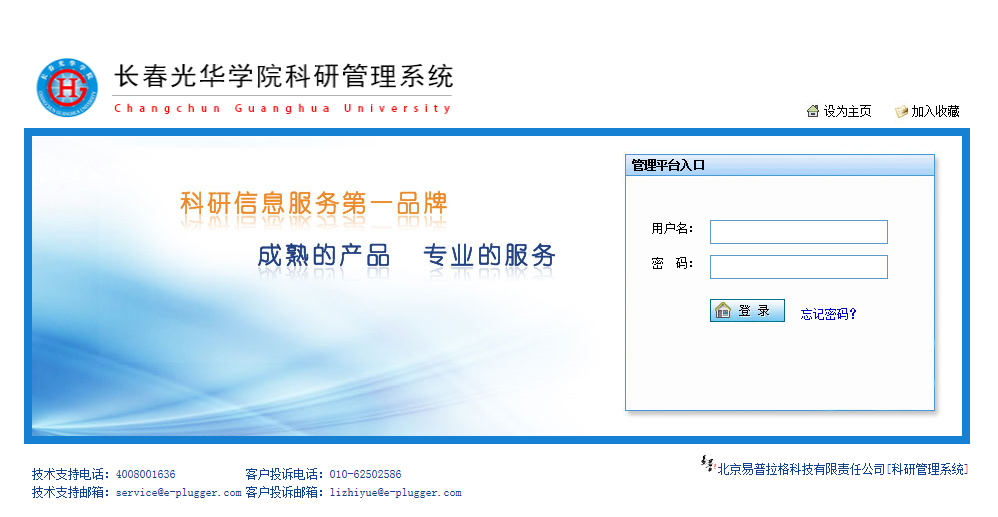 长春光华学院科研管理系统
Changchun Guanghua University
设为主页 加入收藏
管理平台入口
科研信息服务第一品牌
成熟的产品 专业的服务
用户名：
密 码：
登 录 忘记密码？
技术支持电话：4008001636 客户投诉电话：010-62502586
技术支持邮箱：service@e-plugger.com 客户投诉邮箱：lizhiyue@e-plugger.com
北京易普拉格科技有限责任公司[科研管理系统]